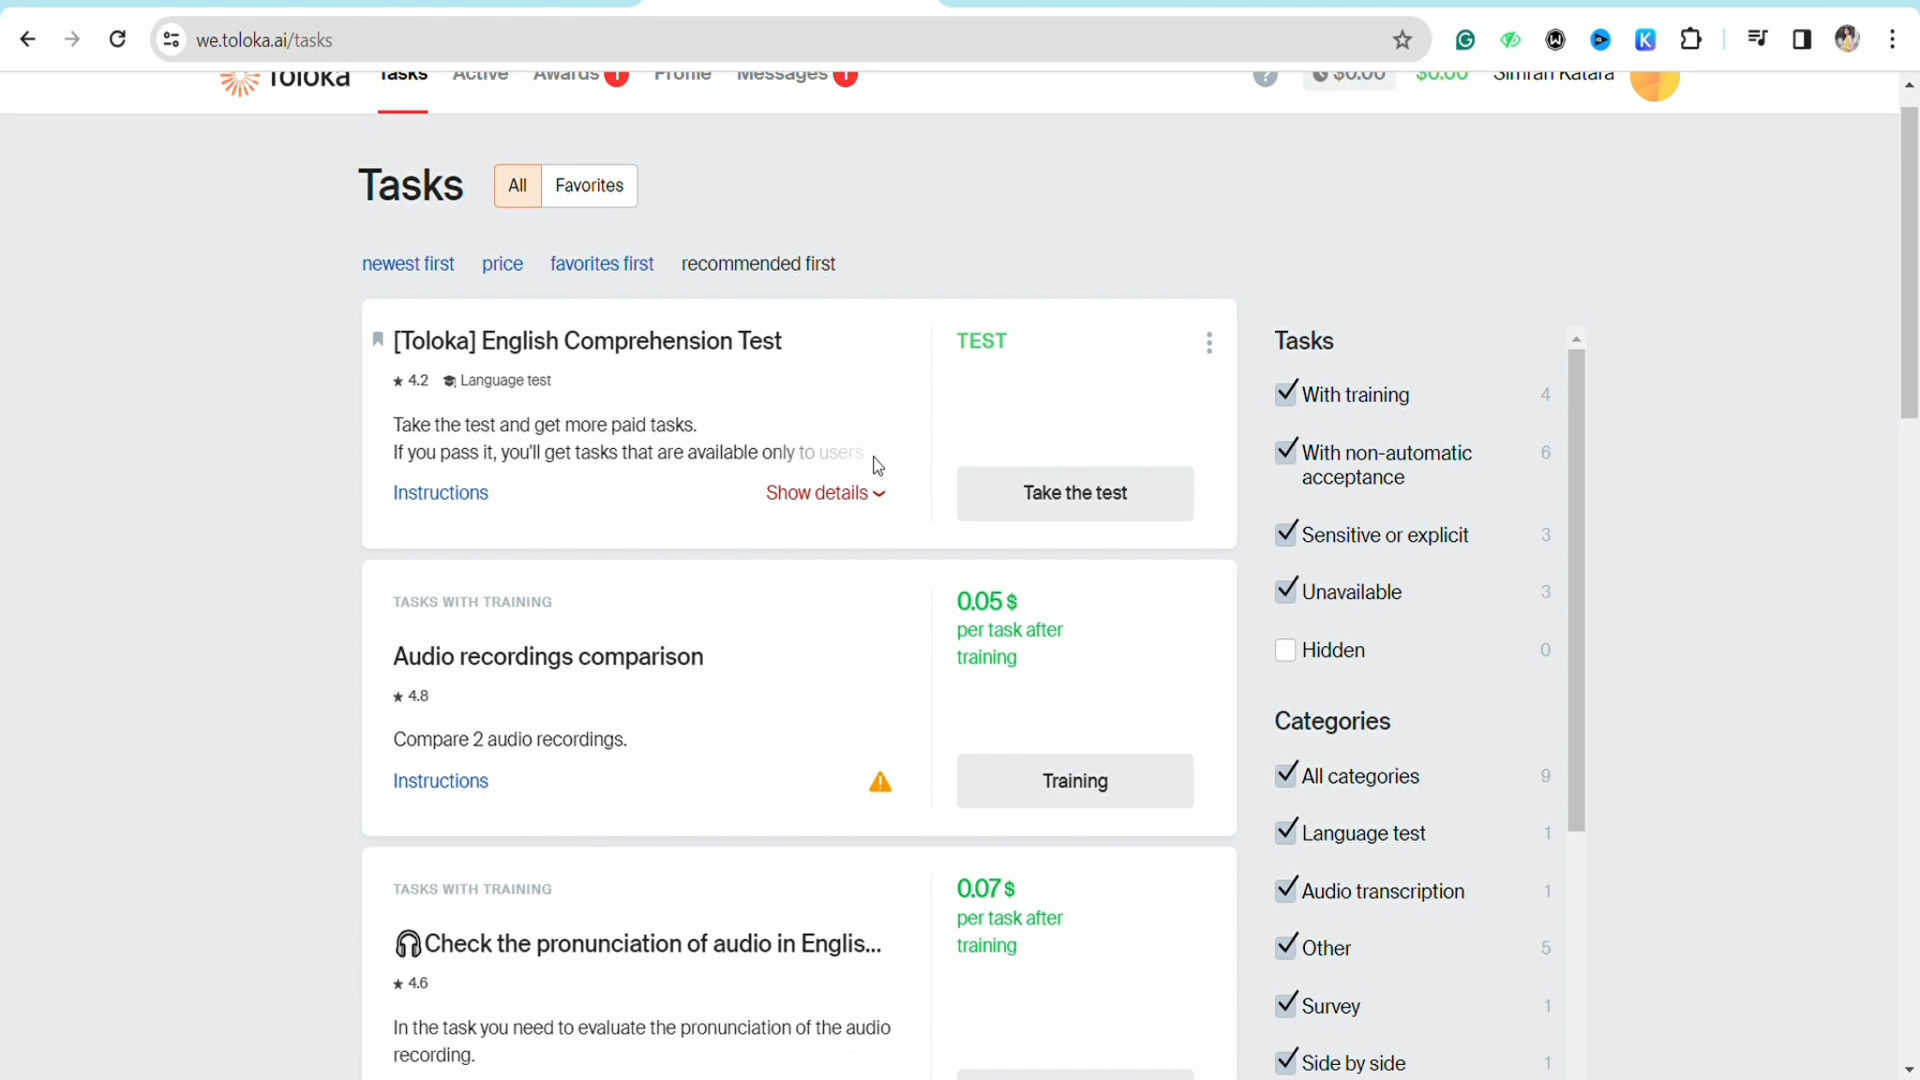 we.toloka.ai/tasks
Toloka Tasks Active Awards 1 Profile Messages 1 ? $0.00 $0.00 Simran Katara
Tasks All Favorites
newest first price favorites first recommended first
[Toloka] English Comprehension Test
4.2 Language test
Take the test and get more paid tasks.
If you pass it, you'll get tasks that are available only to users
Instructions Show details
TEST
Take the test
TASKS WITH TRAINING
Audio recordings comparison
4.8
Compare 2 audio recordings.
Instructions
0.05 $
per task after
training
Training
TASKS WITH TRAINING
Check the pronunciation of audio in Englis...
4.6
In the task you need to evaluate the pronunciation of the audio
recording.
0.07 $
per task after
training
Tasks
With training 4
With non-automatic 6
acceptance
Sensitive or explicit 3
Unavailable 3
Hidden 0
Categories
All categories 9
Language test 1
Audio transcription 1
Other 5
Survey 1
Side by side 1